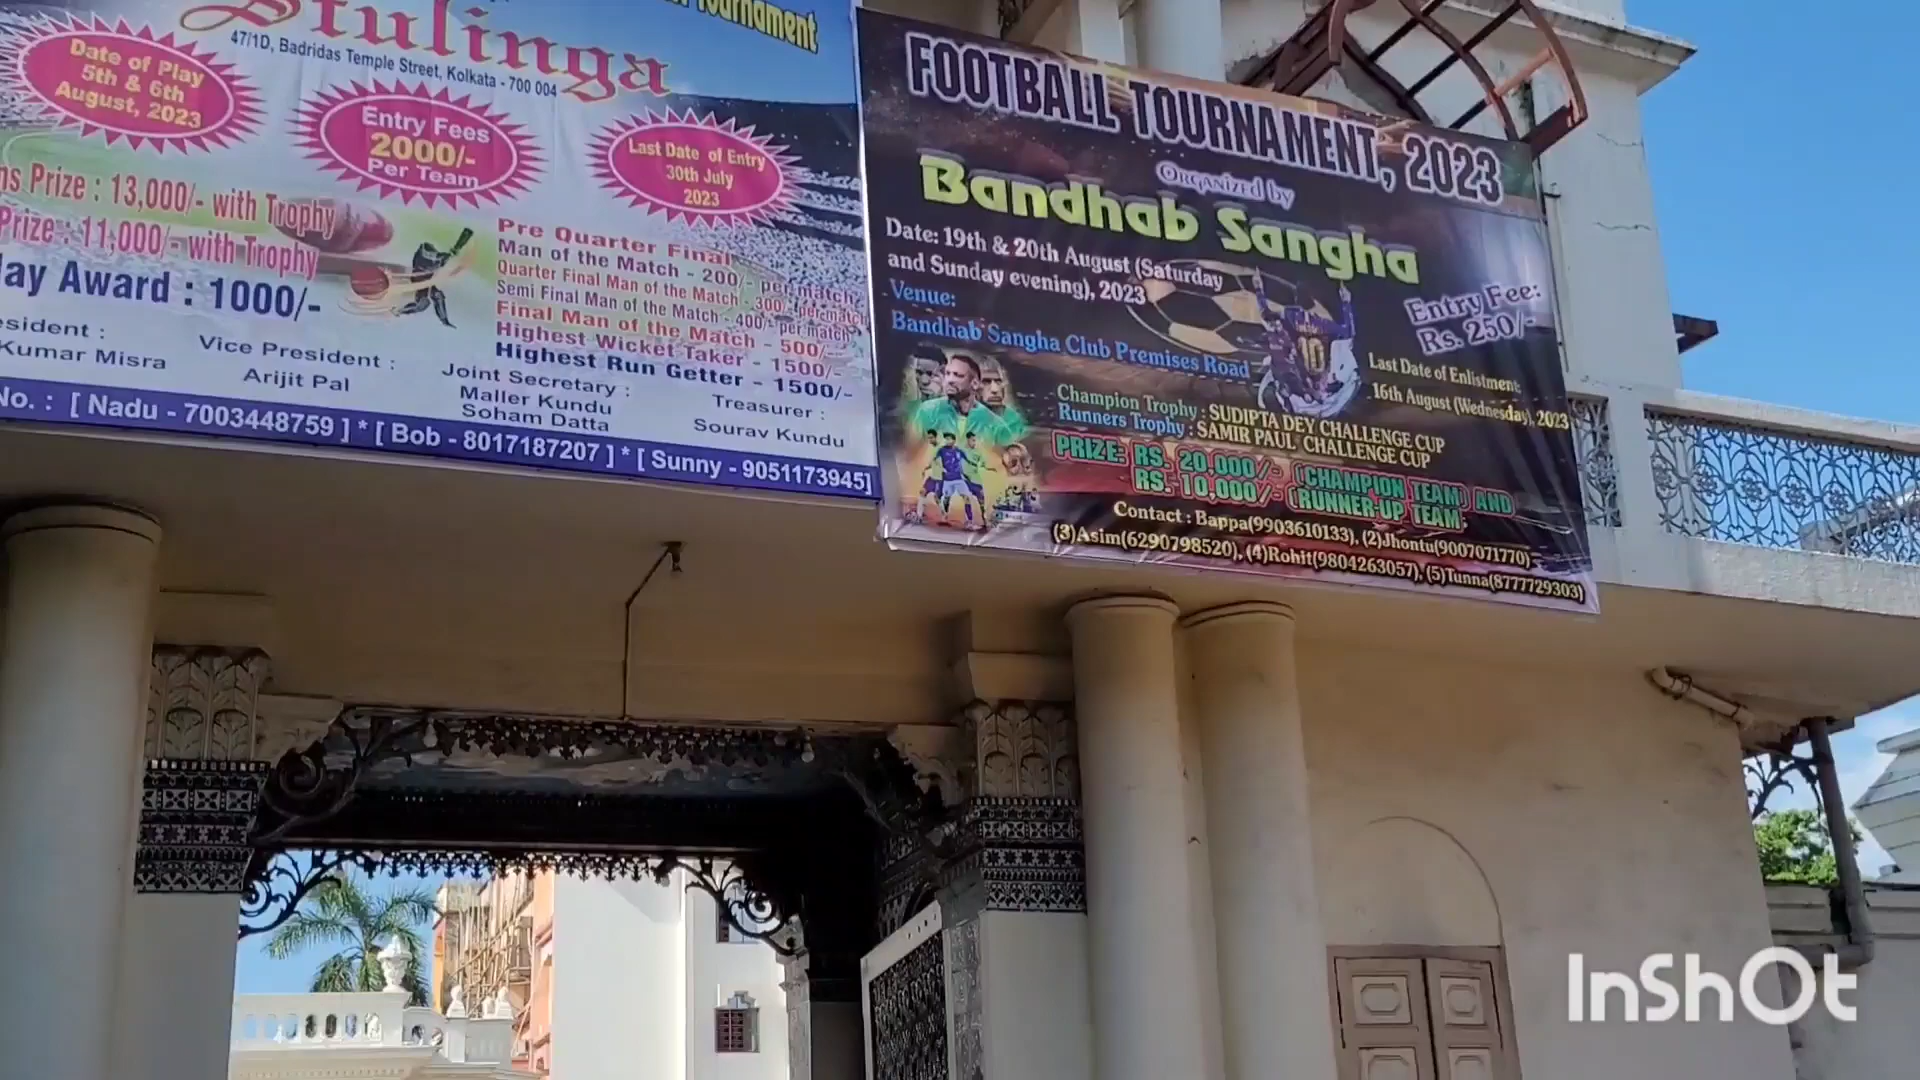 Tournament
Stulinga
47/1D, Badridas Temple Street, Kolkata - 700 004
Date of Play
5th & 6th
August, 2023
Entry Fees
2000/-
Per Team
Last Date of Entry
30th July
2023
Prize : 13,000/- with Trophy
Prize : 11,000/- with Trophy
Award : 1000/-
Pre Quarter Final
Man of the Match - 200/- per match
Quarter Final Man of the Match - 300/- per match
Semi Final Man of the Match - 400/- per match
Final Man of the Match - 500/-
Highest Wicket Taker - 1500/-
Highest Run Getter - 1500/-
Kumar Misra
Vice President :
Arijit Pal
Joint Secretary :
Maller Kundu
Soham Datta
Treasurer :
Sourav Kundu
No. : [ Nadu - 7003448759 ] * [ Bob - 8017187207 ] * [ Sunny - 9051173945]
FOOTBALL TOURNAMENT, 2023
ORGANIZED by
Bandhab Sangha
Date: 19th & 20th August (Saturday
and Sunday evening), 2023
Venue:
Bandhab Sangha Club Premises Road
Entry Fee:
Rs. 250/-
Last Date of Enlistment:
16th August (Wednesday), 2023
Champion Trophy : SUDIPTA DEY CHALLENGE CUP
Runners Trophy : SAMIR PAUL CHALLENGE CUP
PRIZE: RS. 20,000/- (CHAMPION TEAM) AND
RS. 10,000/- (RUNNER-UP TEAM)
Contact : Bappa(9903610133), (2)Jhontu(9007071770)
(3)Asim(6290798520), (4)Rohit(9804263057), (5)Tunna(8777729303)
10
InShOt